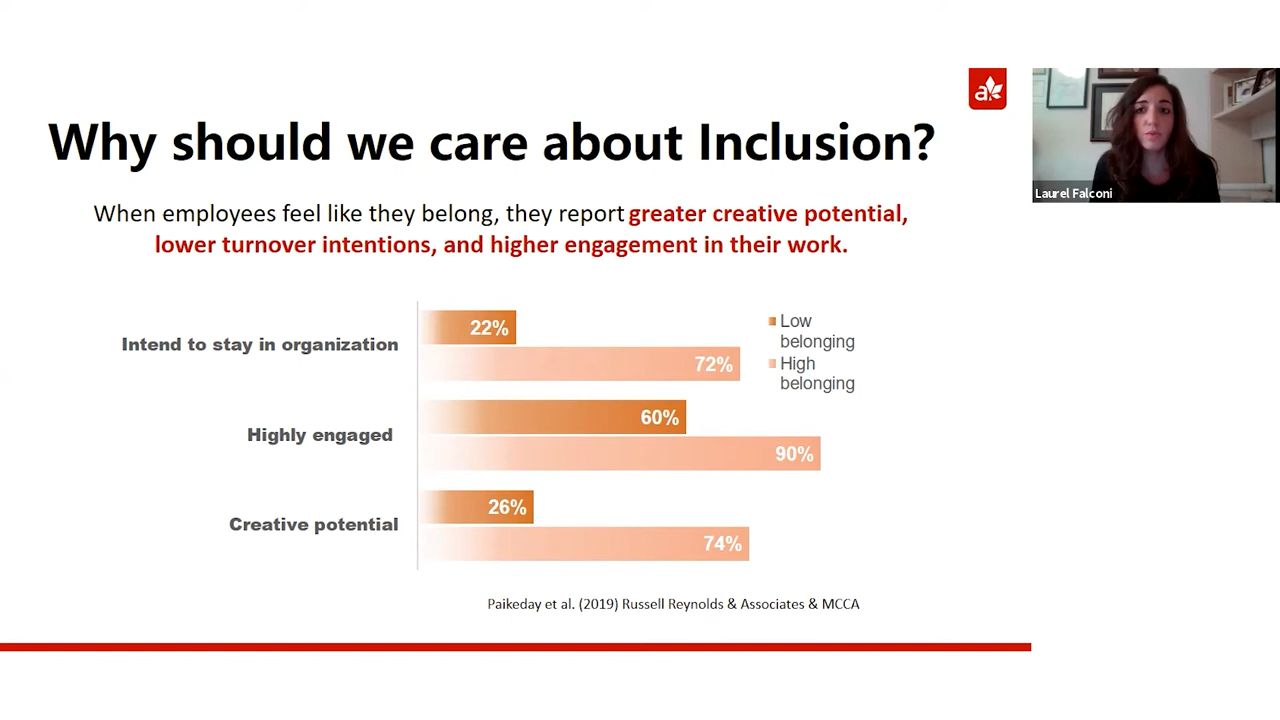 a
Why should we care about Inclusion?
Laurel Falconi
When employees feel like they belong, they report greater creative potential,
lower turnover intentions, and higher engagement in their work.
Intend to stay in organization
22%
72%
Low
belonging
High
belonging
Highly engaged
60%
90%
Creative potential
26%
74%
Paikeday et al. (2019) Russell Reynolds & Associates & MCCA